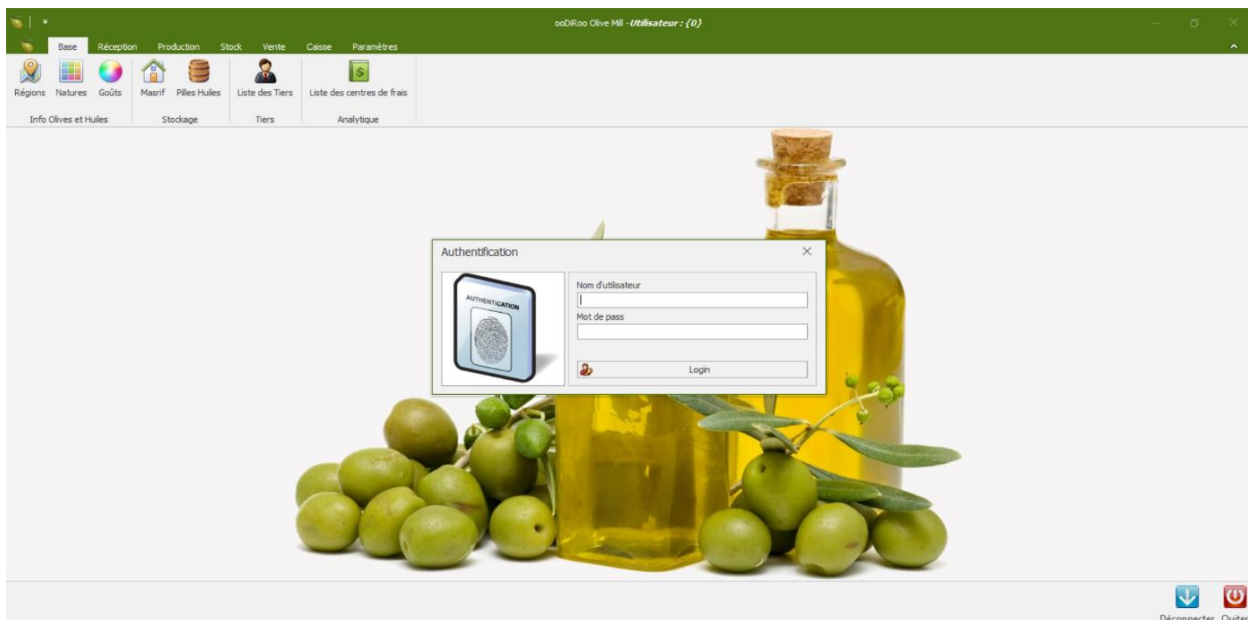 ooDiRoo Olive Mill - Utilisateur : {0}
Base Réception Production Stock Vente Caisse Paramètres
Régions Natures Goûts Masrif Piles Huiles Liste des Tiers Liste des centres de frais
Info Olives et Huiles Stockage Tiers Analytique
Authentification
AUTHENTICATION
Nom d'utilisateur
Mot de pass
Login
Déconnecter Quiter